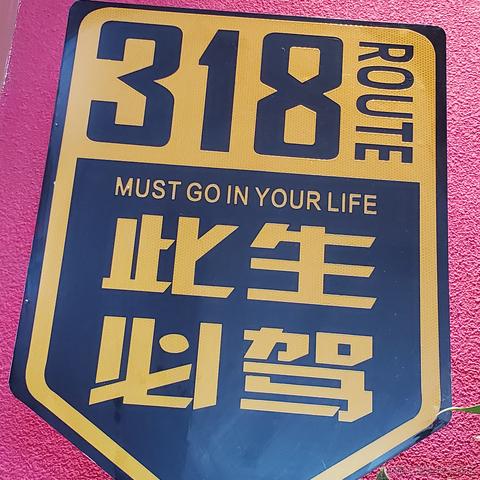 318
ROUTE
MUST GO IN YOUR LIFE
此生
必驾